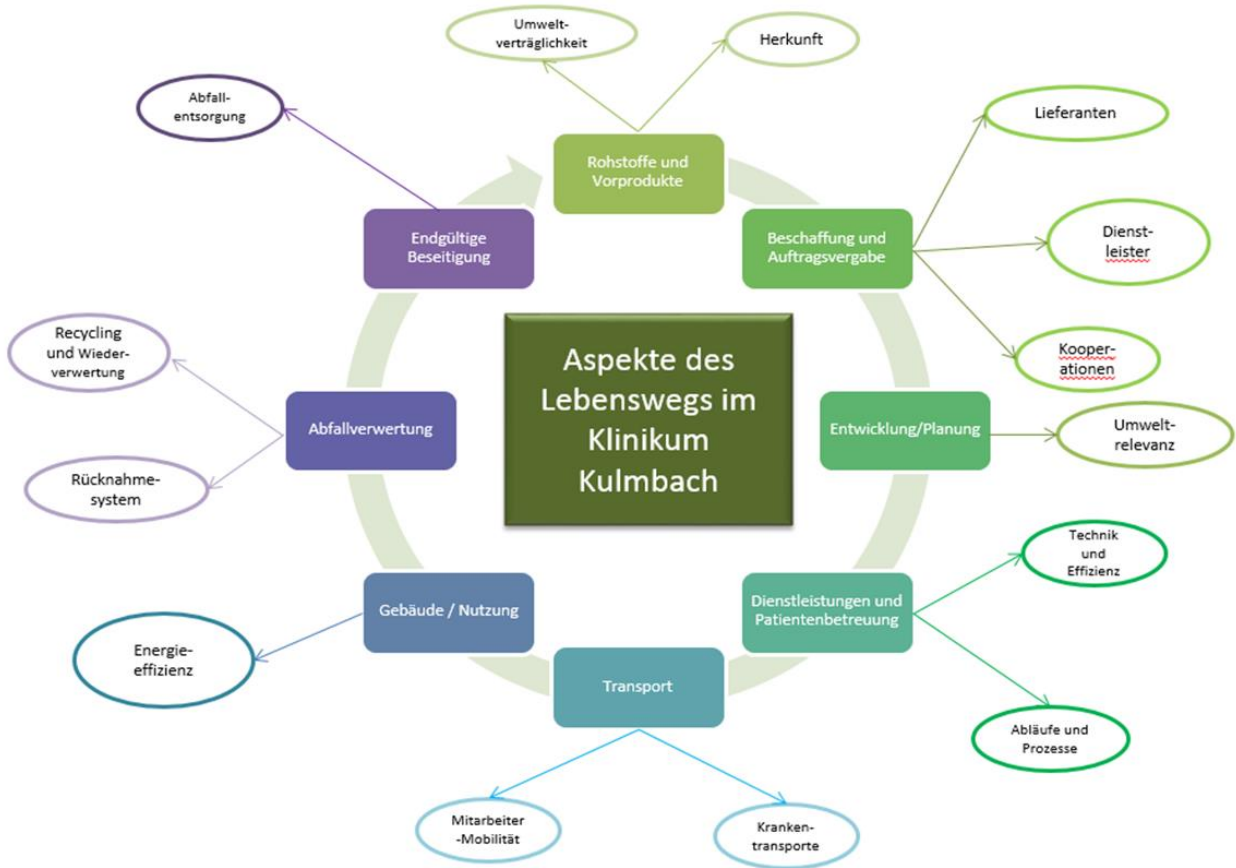 Umwelt-
verträglichkeit
Herkunft
Abfall-
entsorgung
Lieferanten
Rohstoffe und
Vorprodukte
Endgültige
Beseitigung
Beschaffung und
Auftragsvergabe
Dienst-
leister
Recycling
und Wieder-
verwertung
Aspekte des
Lebenswegs im
Klinikum
Kulmbach
Kooper-
ationen
Abfallverwertung
Entwicklung/Planung
Umwelt-
relevanz
Rücknahme-
system
Technik
und
Effizienz
Gebäude / Nutzung
Dienstleistungen und
Patientenbetreuung
Energie-
effizienz
Transport
Abläufe und
Prozesse
Mitarbeiter
-Mobilität
Kranken-
transporte